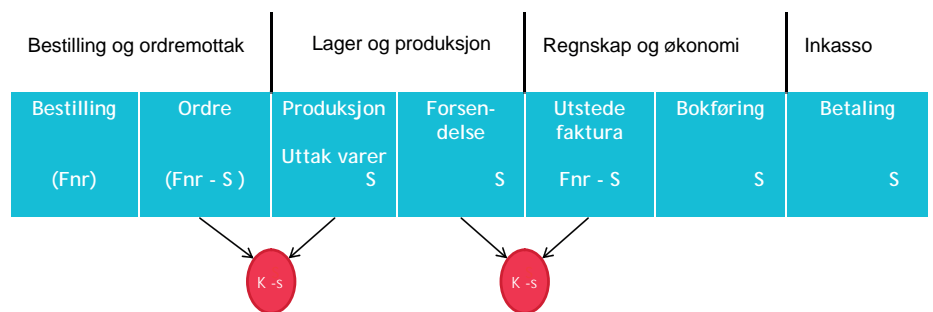 Bestilling og ordremottak
Lager og produksjon
Regnskap og økonomi
Inkasso
Bestilling
(Fnr)
Ordre
(Fnr - S )
Produksjon
Uttak varer
S
Forsen-
delse
S
Utstede
faktura
Fnr - S
Bokføring
S
Betaling
S
K -s
K -s